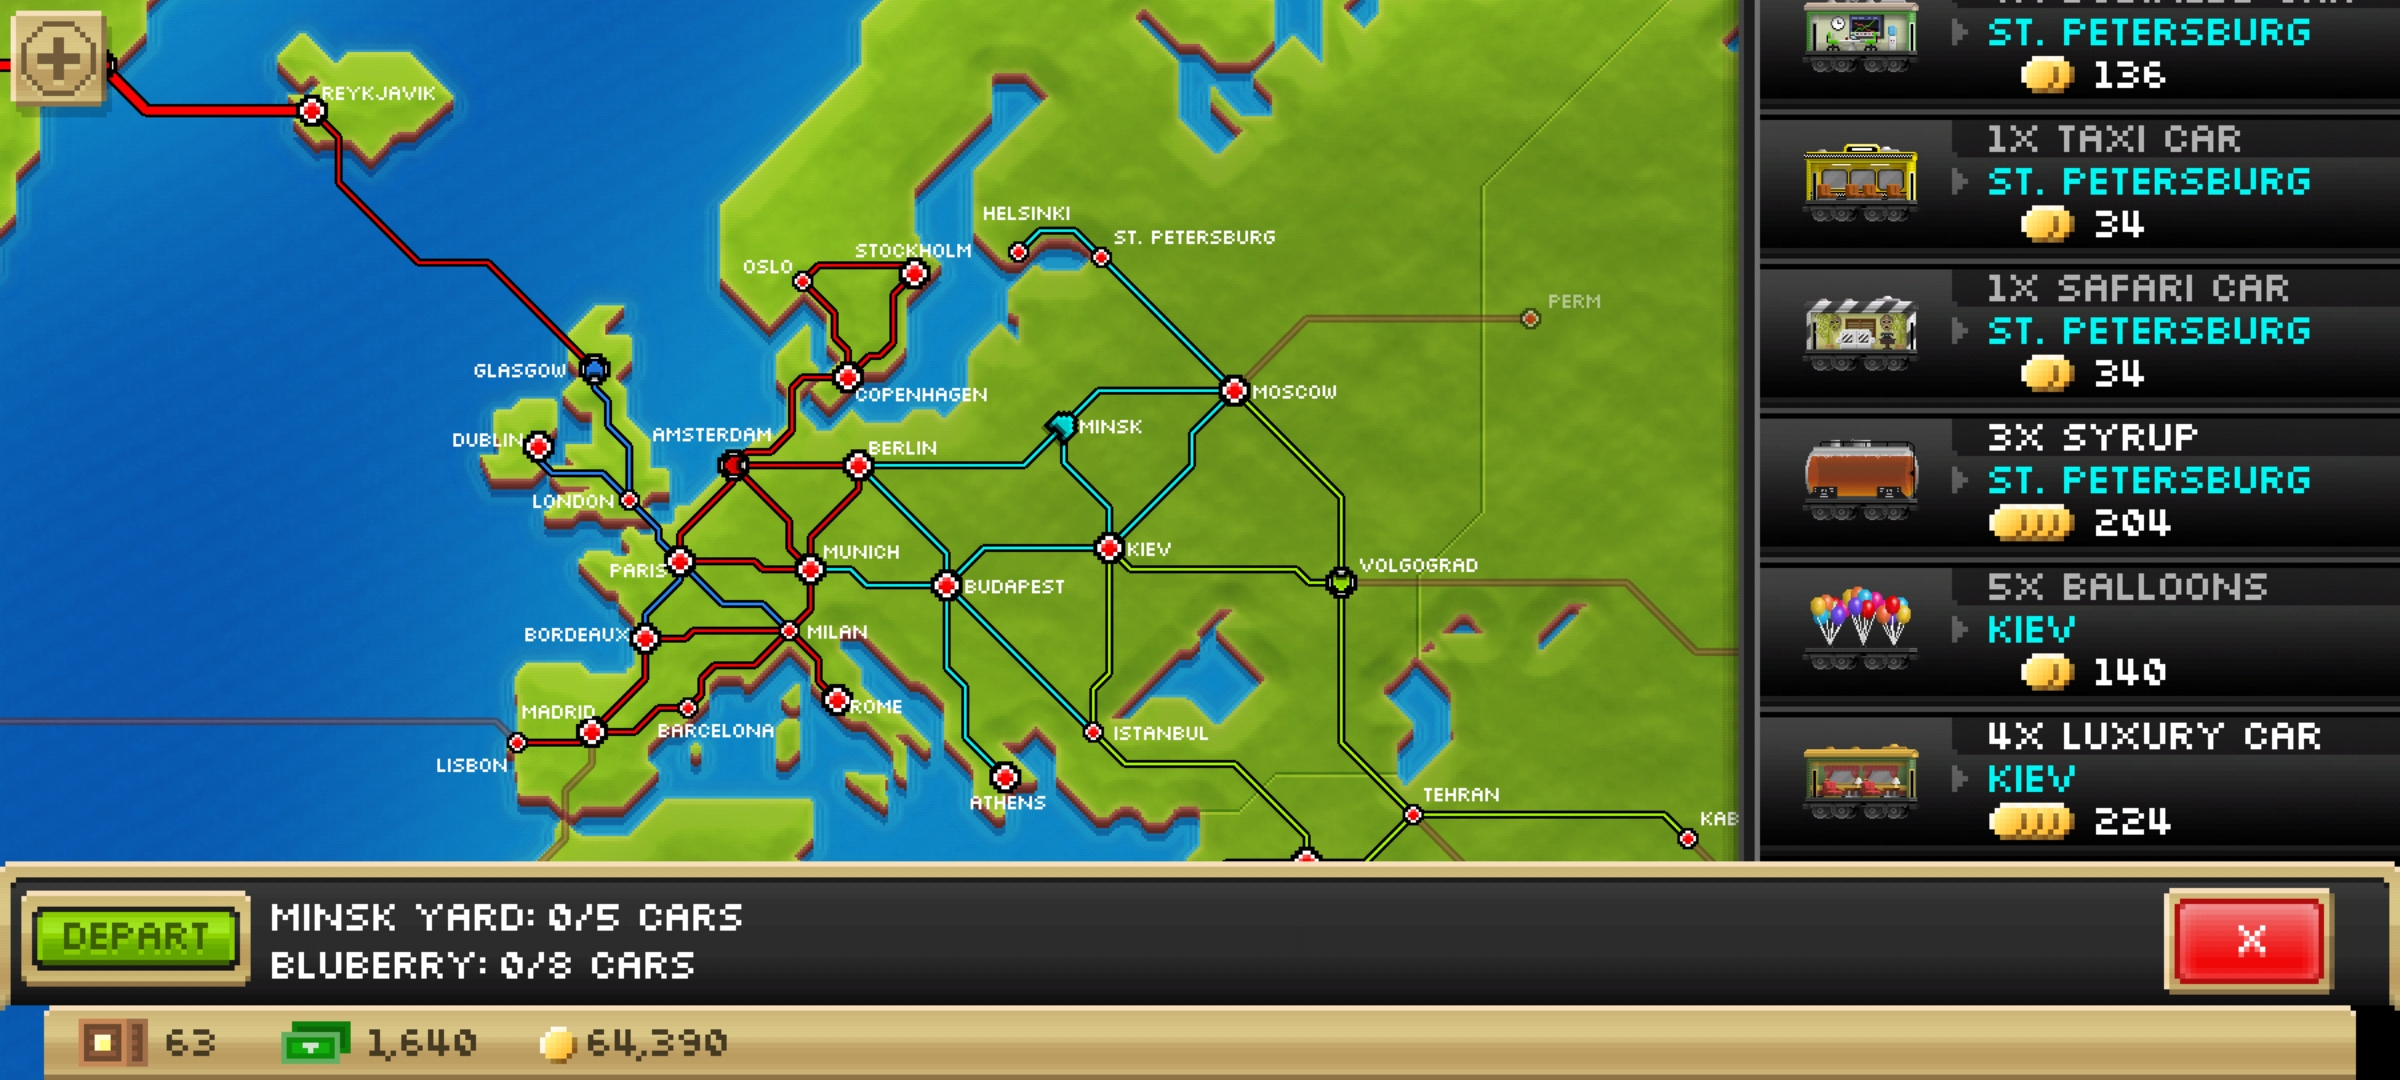 REYKJAVIK
HELSINKI
ST. PETERSBURG
STOCKHOLM
OSLO
PERM
GLASGOW
COPENHAGEN
MOSCOW
MINSK
DUBLIN
AMSTERDAM
BERLIN
LONDON
MUNICH
KIEV
PARIS
VOLGOGRAD
BUDAPEST
BORDEAUX
MILAN
ROME
MADRID
BARCELONA
ISTANBUL
LISBON
ATHENS
TEHRAN
KAB
ST. PETERSBURG
136
1X TAXI CAR
ST. PETERSBURG
34
1X SAFARI CAR
ST. PETERSBURG
34
3X SYRUP
ST. PETERSBURG
204
5X BALLOONS
KIEV
140
4X LUXURY CAR
KIEV
224
DEPART
MINSK YARD: 0/5 CARS
BLUBERRY: 0/8 CARS
X
63
1,640
64,390